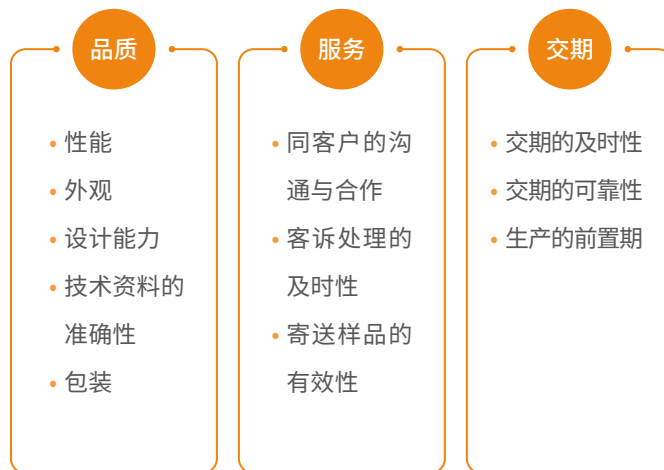 品质
性能
外观
设计能力
技术资料的
准确性
包装
服务
同客户的沟
通与合作
客诉处理的
及时性
寄送样品的
有效性
交期
交期的及时性
交期的可靠性
生产的前置期